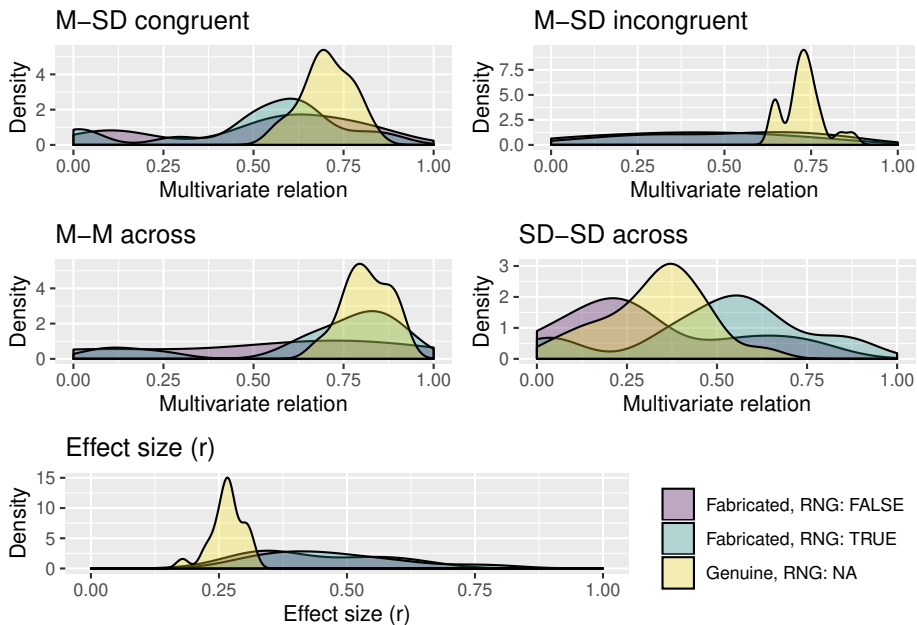 M−SD congruent
M−SD incongruent
Density
4
2
0
0.00 0.25 0.50 0.75 1.00
Multivariate relation
Density
7.5
5.0
2.5
0.0
0.00 0.25 0.50 0.75 1.00
Multivariate relation
M−M across
SD−SD across
Density
4
2
0
0.00 0.25 0.50 0.75 1.00
Multivariate relation
Density
3
2
1
0
0.00 0.25 0.50 0.75 1.00
Multivariate relation
Effect size (r)
Density
15
10
5
0
0.00 0.25 0.50 0.75 1.00
Effect size (r)
Fabricated, RNG: FALSE
Fabricated, RNG: TRUE
Genuine, RNG: NA